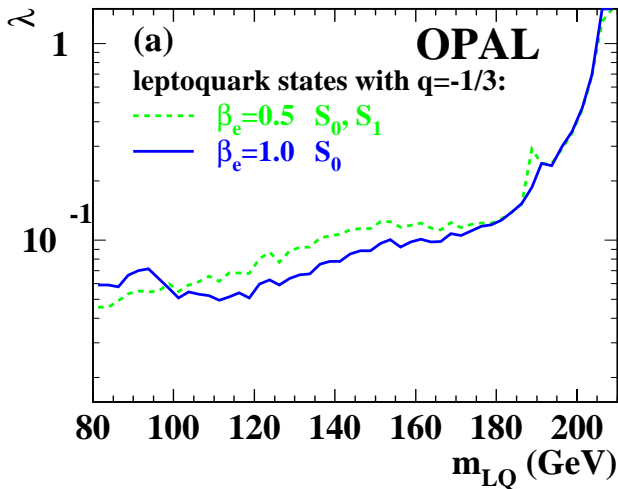 λ
1
(a) OPAL
leptoquark states with q=-1/3:
β_e=0.5 S_0, S_1
β_e=1.0 S_0
10^-1
80 100 120 140 160 180 200
m_LQ (GeV)